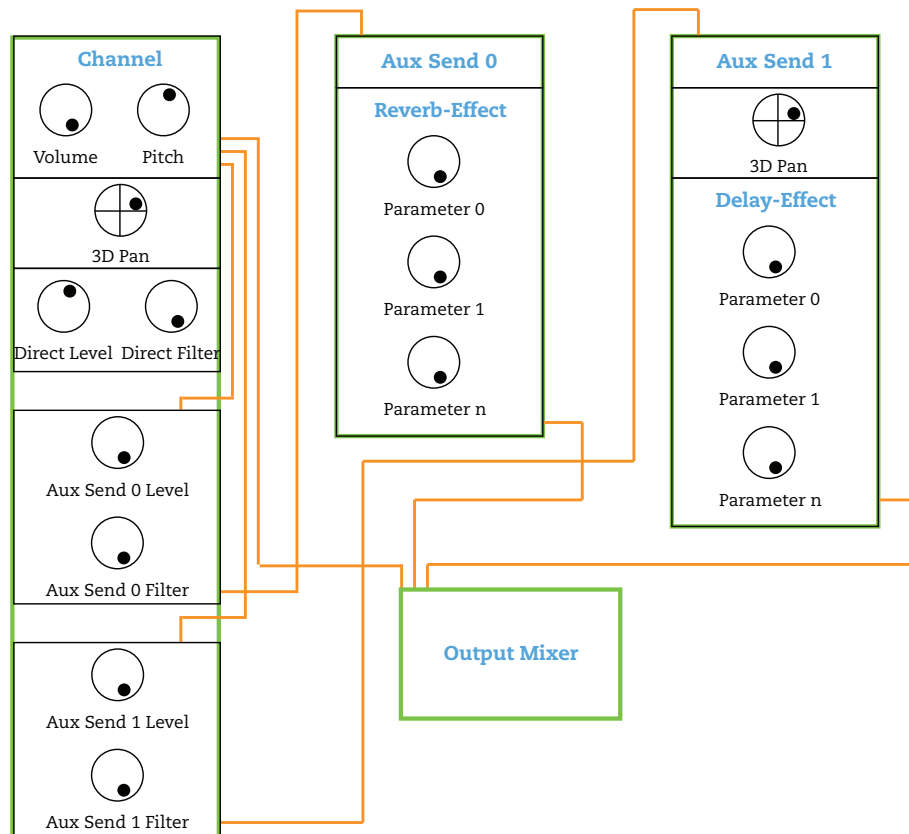 Channel
Volume Pitch
3D Pan
Direct Level Direct Filter
Aux Send 0 Level
Aux Send 0 Filter
Aux Send 1 Level
Aux Send 1 Filter
Aux Send 0
Reverb-Effect
Parameter 0
Parameter 1
Parameter n
Output Mixer
Aux Send 1
3D Pan
Delay-Effect
Parameter 0
Parameter 1
Parameter n